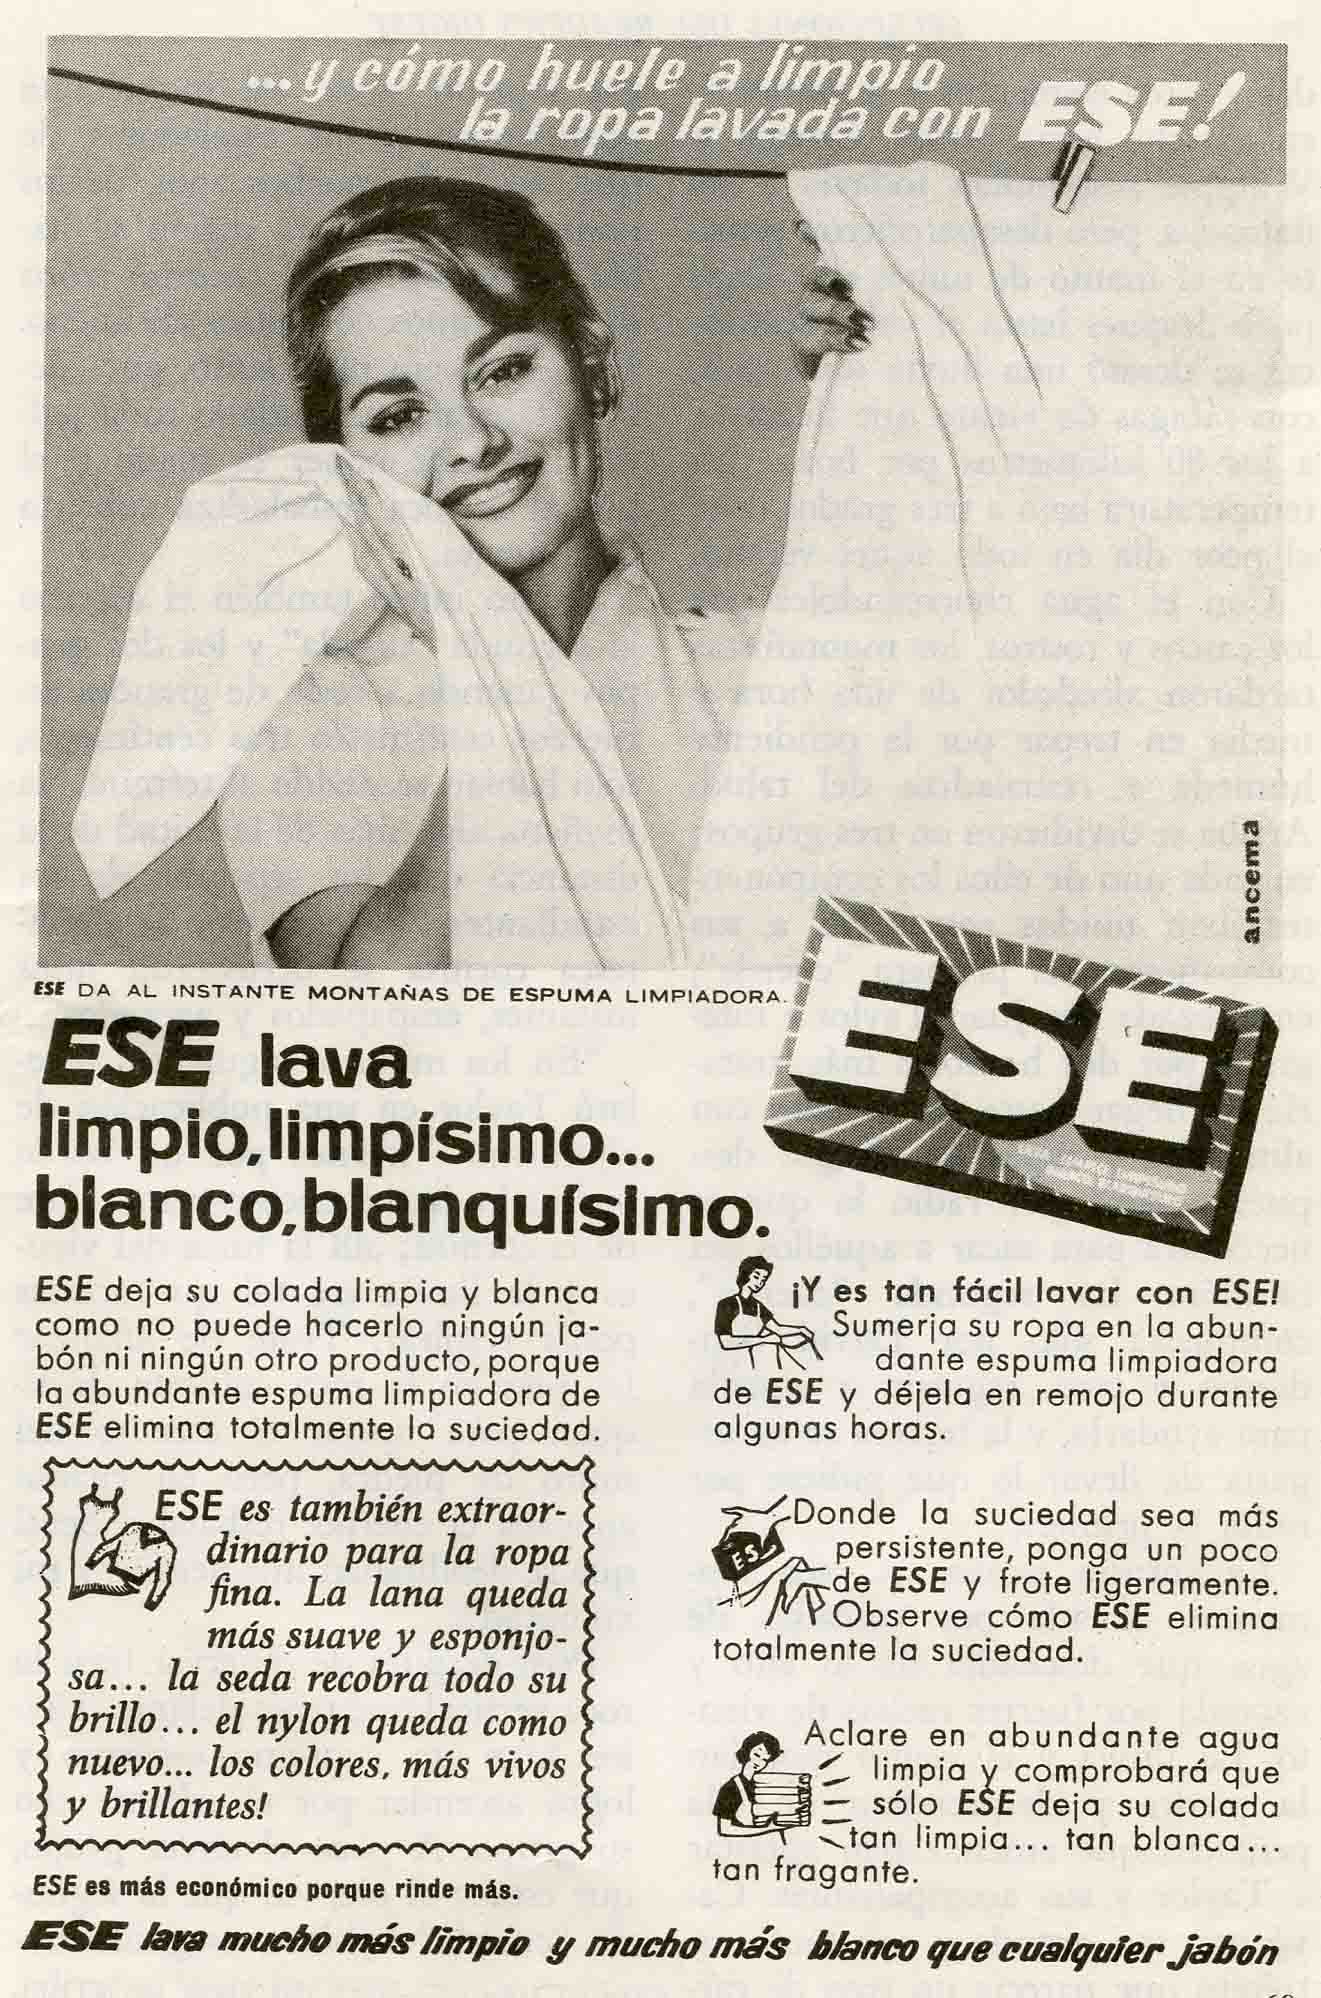 ...y cómo huele a limpio
la ropa lavada con ESE!
ancema
ESE
ESE DA AL INSTANTE MONTAÑAS DE ESPUMA LIMPIADORA.
ESE lava
limpio, limpísimo...
blanco, blanquísimo.
ESE deja su colada limpia y blanca
como no puede hacerlo ningún ja-
bón ni ningún otro producto, porque
la abundante espuma limpiadora de
ESE elimina totalmente la suciedad.
ESE es también extraor-
dinario para la ropa
fina. La lana queda
más suave y esponjo-
sa... la seda recobra todo su
brillo... el nylon queda como
nuevo... los colores, más vivos
y brillantes!
ESE es más económico porque rinde más.
¡Y es tan fácil lavar con ESE!
Sumerja su ropa en la abun-
dante espuma limpiadora
de ESE y déjela en remojo durante
algunas horas.
ESE
Donde la suciedad sea más
persistente, ponga un poco
de ESE y frote ligeramente.
Observe cómo ESE elimina
totalmente la suciedad.
Aclare en abundante agua
limpia y comprobará que
sólo ESE deja su colada
tan limpia... tan blanca...
tan fragante.
ESE lava mucho más limpio y mucho más blanco que cualquier jabón